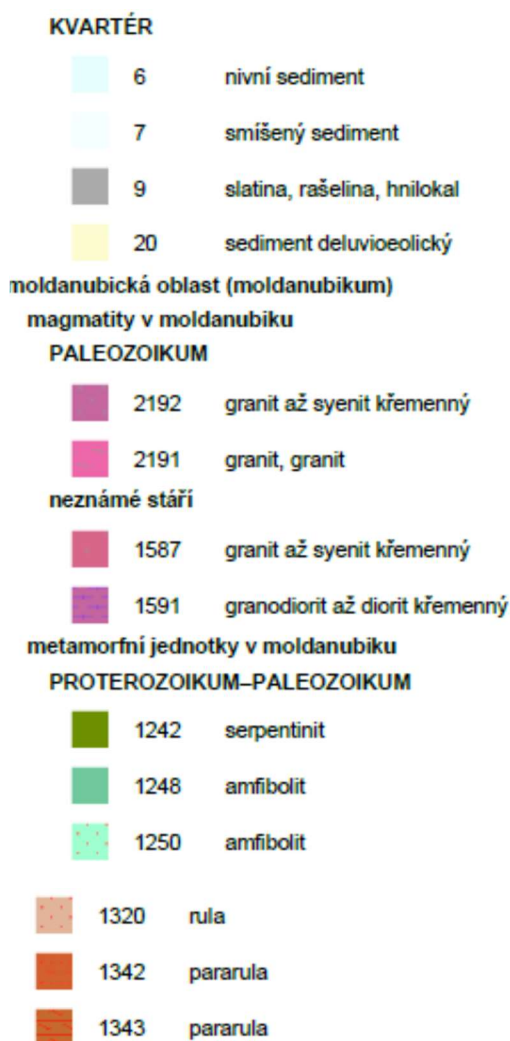 KVARTÉR
6 nivní sediment
7 smíšený sediment
9 slatina, rašelina, hnilokal
20 sediment deluvioeolický
moldanubická oblast (moldanubikum)
magmatity v moldanubiku
PALEOZOIKUM
2192 granit až syenit křemenný
2191 granit, granit
neznámé stáří
1587 granit až syenit křemenný
1591 granodiorit až diorit křemenný
metamorfní jednotky v moldanubiku
PROTEROZOIKUM–PALEOZOIKUM
1242 serpentinit
1248 amfibolit
1250 amfibolit
1320 rula
1342 pararula
1343 pararula